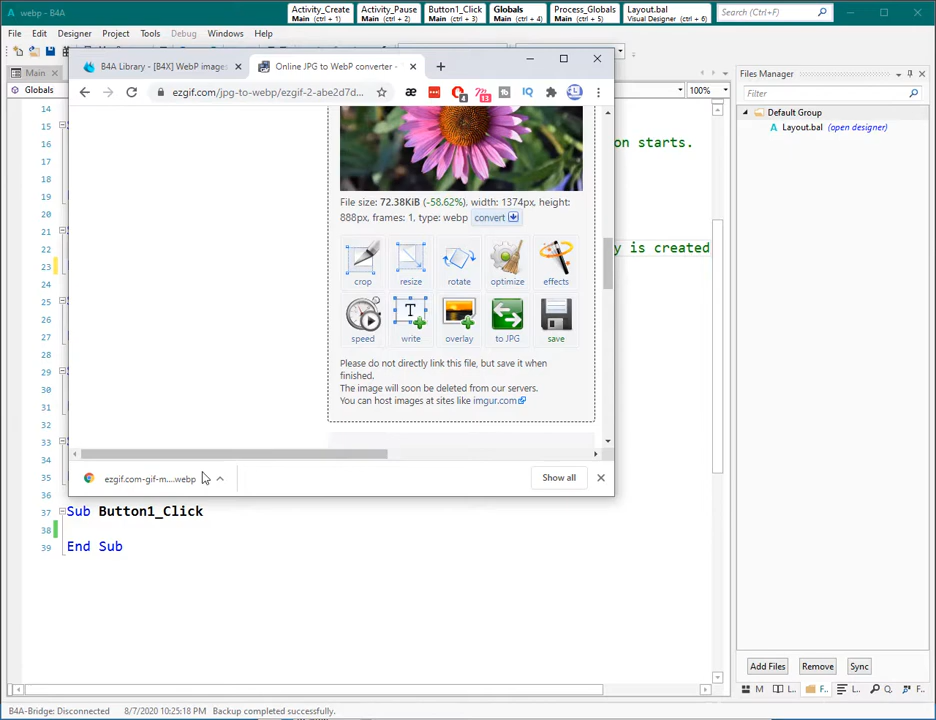 webp - B4A
Activity_Create
Main (ctrl + 1)
Activity_Pause
Main (ctrl + 2)
Button1_Click
Main (ctrl + 3)
Globals
Main (ctrl + 4)
Process_Globals
Main (ctrl + 5)
Layout.bal
Visual Designer (ctrl + 6)
Search (Ctrl+F)
File Edit Designer Project Tools Debug Windows Help
Main
Globals
100%
B4A Library - [B4X] WebP image
Online JPG to WebP converter -
ezgif.com/jpg-to-webp/ezgif-2-abe2d7d...
File size: 72.38KiB (-58.62%), width: 1374px, height:
888px, frames: 1, type: webp convert
crop resize rotate optimize effects
speed write overlay to JPG save
Please do not directly link this file, but save it when
finished.
The image will soon be deleted from our servers.
You can host images at sites like imgur.com
ezgif.com-gif-m....webp
Show all
14
15
16 on starts.
17
18
19
20
21
22 y is created
23
24
25
26
27
28
29
30
31
32
33
34
35
36
37 Sub Button1_Click
38
39 End Sub
Files Manager
Filter
Default Group
Layout.bal (open designer)
Add Files Remove Sync
M L.. F.. L.. Q. F..
B4A-Bridge: Disconnected 8/7/2020 10:25:18 PM Backup completed successfully.